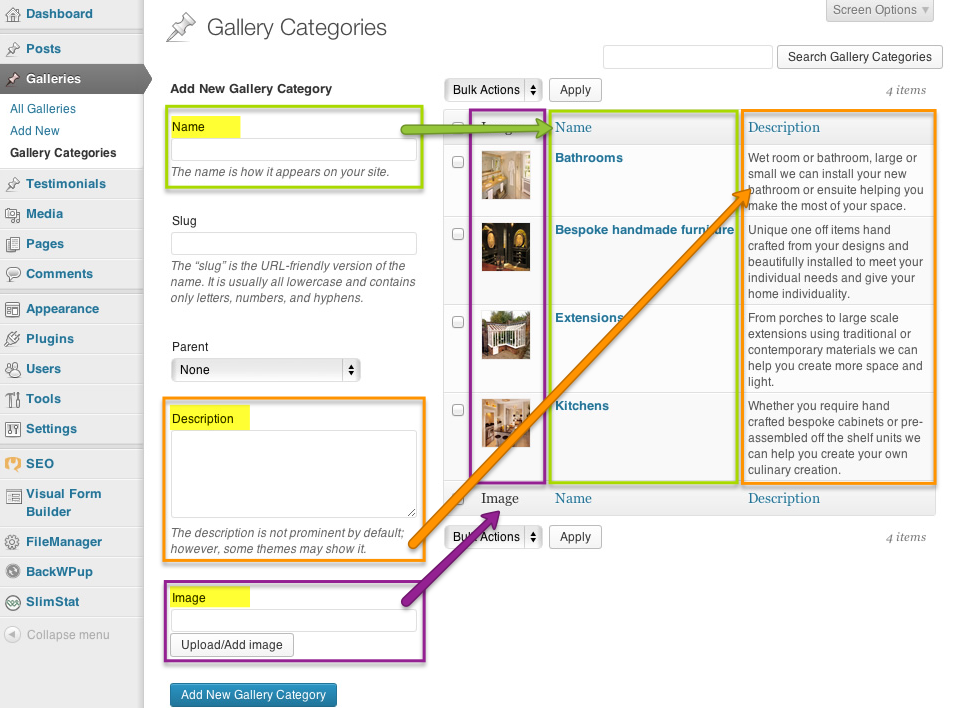 Dashboard
Posts
Galleries
All Galleries
Add New
Gallery Categories
Testimonials
Media
Pages
Comments
Appearance
Plugins
Users
Tools
Settings
SEO
Visual Form
Builder
FileManager
BackWPup
SlimStat
Collapse menu
Screen Options
Gallery Categories
Search Gallery Categories
Add New Gallery Category
Name
The name is how it appears on your site.
Slug
The “slug” is the URL-friendly version of the
name. It is usually all lowercase and contains
only letters, numbers, and hyphens.
Parent
None
Description
The description is not prominent by default;
however, some themes may show it.
Image
Upload/Add image
Add New Gallery Category
Bulk Actions Apply 4 items
Image Name Description
Bathrooms
Wet room or bathroom, large or
small we can install your new
bathroom or ensuite helping you
make the most of your space.
Bespoke handmade furniture
Unique one off items hand
crafted from your designs and
beautifully installed to meet your
individual needs and give your
home individuality.
Extensions
From porches to large scale
extensions using traditional or
contemporary materials we can
help you create more space and
light.
Kitchens
Whether you require hand
crafted bespoke cabinets or pre-
assembled off the shelf units we
can help you create your own
culinary creation.
Image Name Description
Bulk Actions Apply 4 items